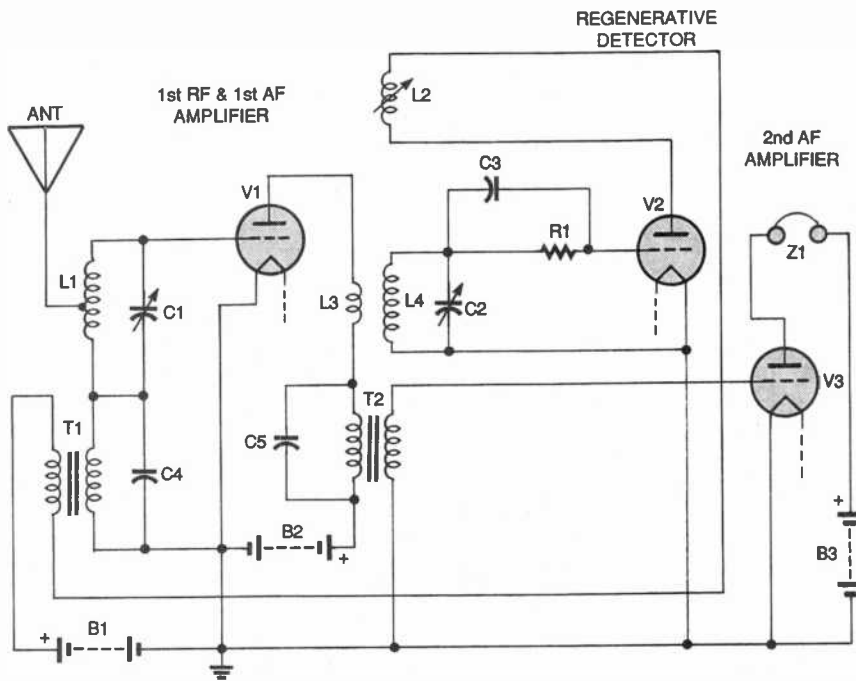 REGENERATIVE
DETECTOR
1st RF & 1st AF
AMPLIFIER
ANT
L2
2nd AF
AMPLIFIER
V1
C3
V2
R1
Z1
L1
C1
L3
L4
C2
V3
T1
T2
C5
C4
B2
+
+
B3
+
B1